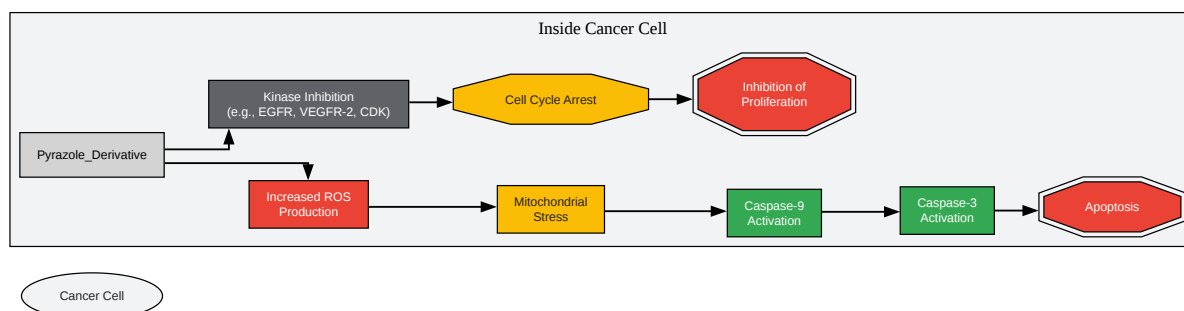 Inside Cancer Cell
Kinase Inhibition
(e.g., EGFR, VEGFR-2, CDK)
Cell Cycle Arrest
Inhibition of
Proliferation
Pyrazole_Derivative
Increased ROS
Production
Mitochondrial
Stress
Caspase-9
Activation
Caspase-3
Activation
Apoptosis
Cancer Cell